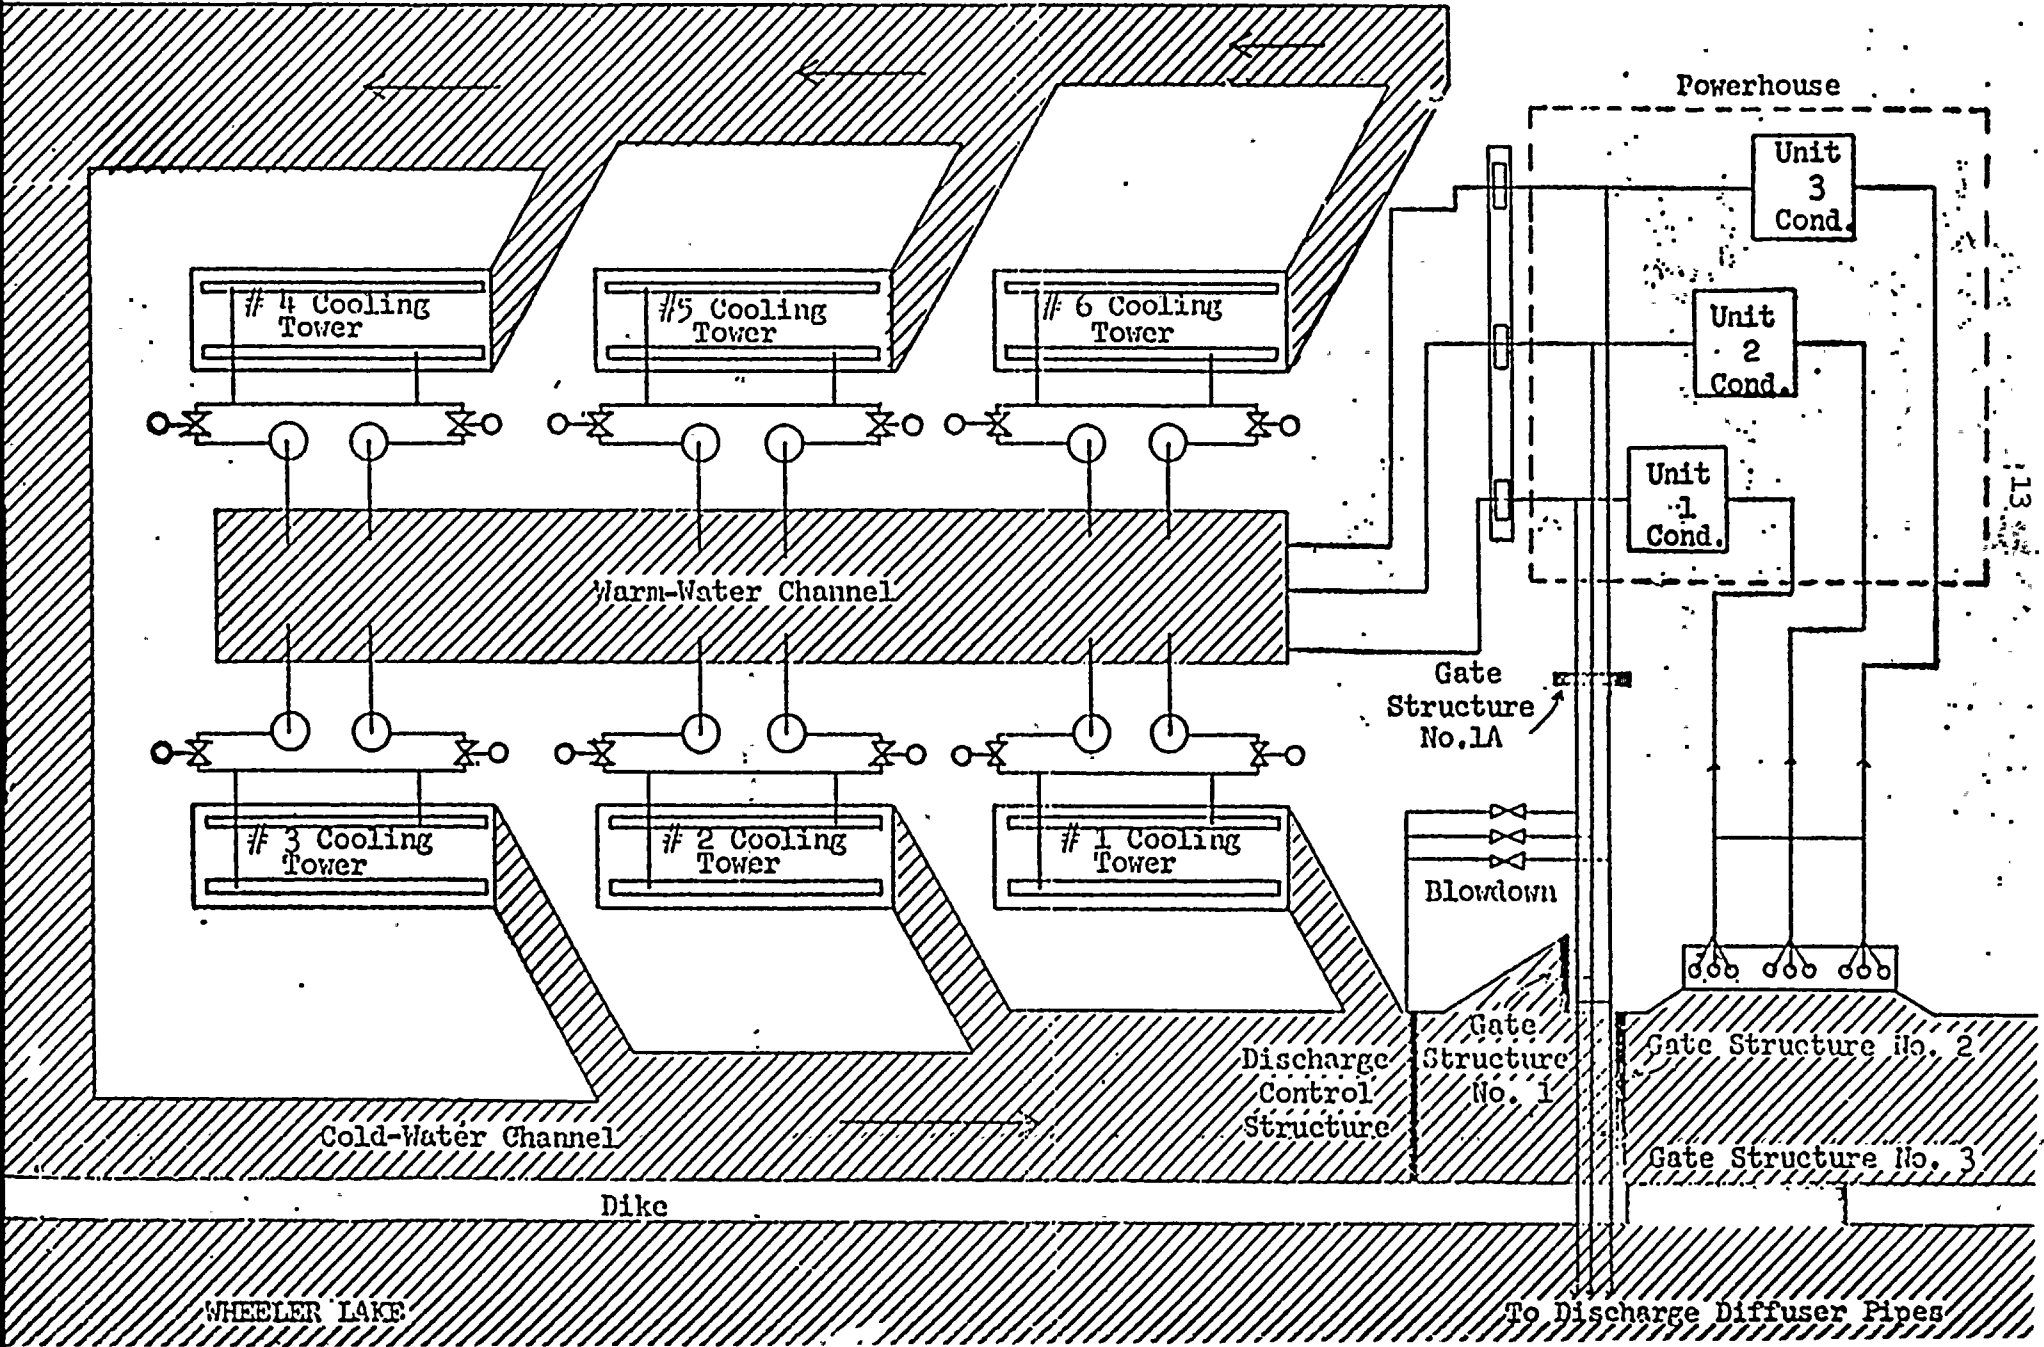 Powerhouse
Unit
3
Cond.
# 4 Cooling
Tower
#5 Cooling
Tower
# 6 Cooling
Tower
Unit
2
Cond.
Unit
1
Cond.
13
Warm-Water Channel
Gate
Structure
No.1A
# 3 Cooling
Tower
# 2 Cooling
Tower
# 1 Cooling
Tower
Blowdown
Gate
Structure
No. 1
Discharge
Control
Structure
Gate Structure No. 2
Cold-Water Channel
Gate Structure No. 3
Dike
WHEELER LAKE
To Discharge Diffuser Pipes